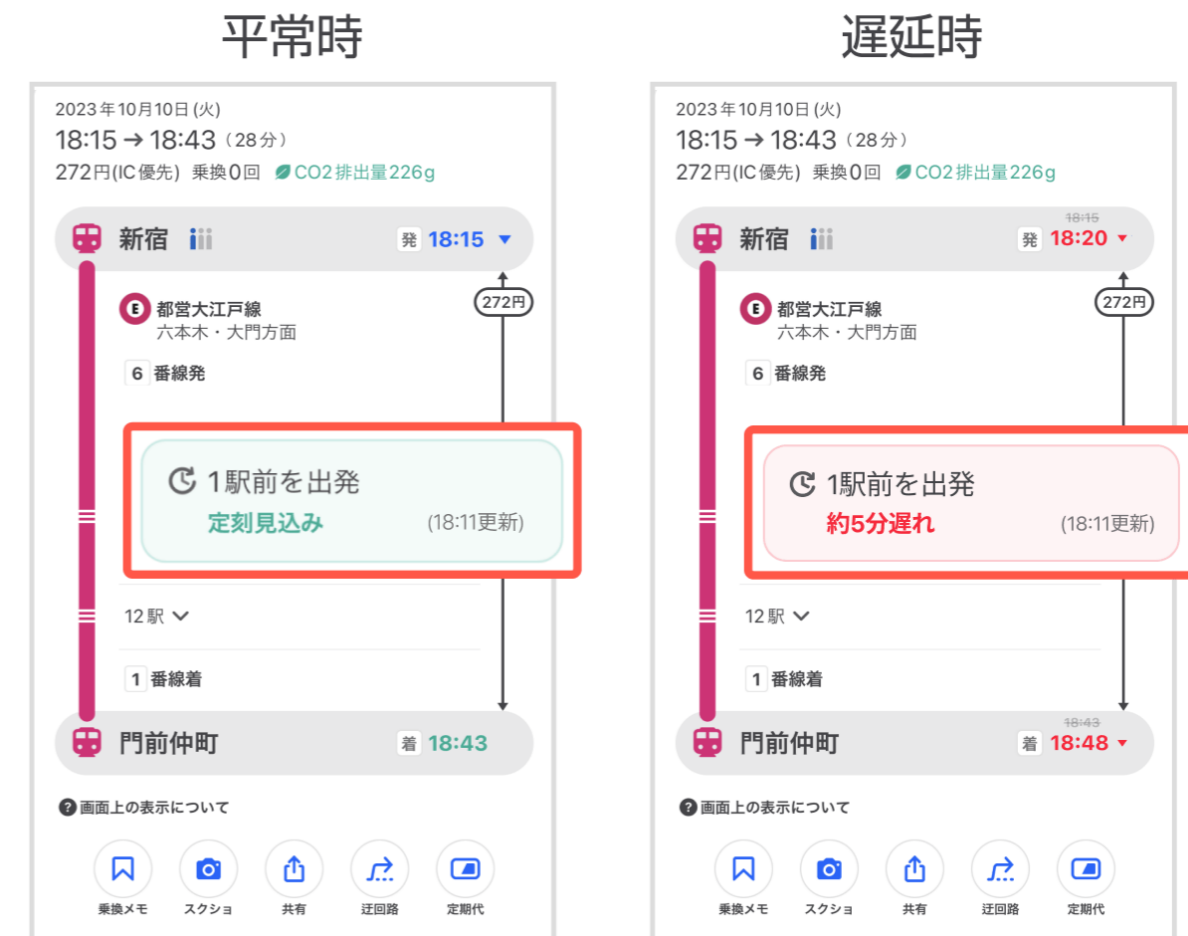 平常時
2023年10月10日(火)
18:15→18:43（28分）
272円(IC優先) 乗換0回 CO2排出量226g
新宿 発 18:15
272円
E 都営大江戸線
六本木・大門方面
6 番線発
1駅前を出発
定刻見込み (18:11更新)
12駅
1 番線着
門前仲町 着 18:43
?画面上の表示について
乗換メモ スクショ 共有 迂回路 定期代
遅延時
2023年10月10日(火)
18:15→18:43（28分）
272円(IC優先) 乗換0回 CO2排出量226g
18:15
新宿 発 18:20
272円
E 都営大江戸線
六本木・大門方面
6 番線発
1駅前を出発
約5分遅れ (18:11更新)
12駅
1 番線着
18:43
門前仲町 着 18:48
?画面上の表示について
乗換メモ スクショ 共有 迂回路 定期代